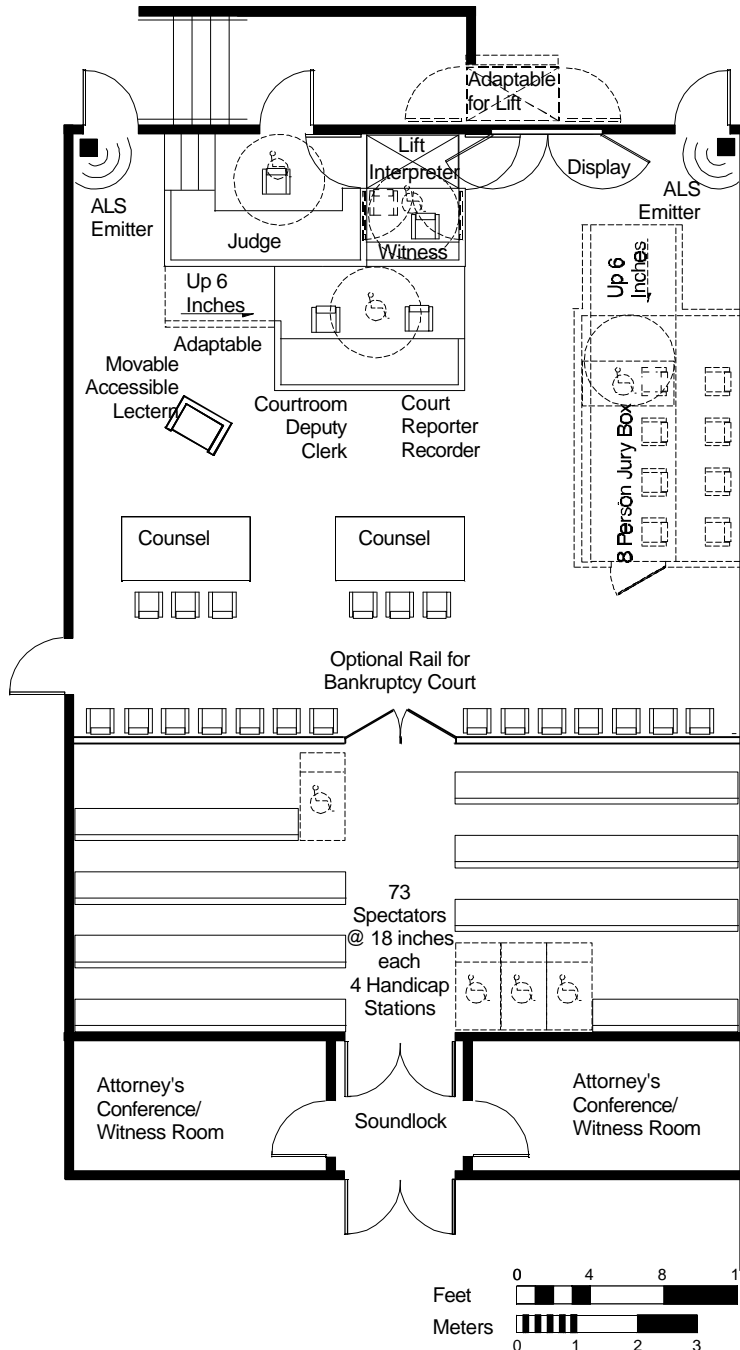 Adaptable
for Lift
Lift
Interpreter
Display
ALS
Emitter
ALS
Emitter
Judge
Witness
Up 6
Inches
Up 6
Inches
Adaptable
Movable
Accessible
Lectern
Courtroom
Deputy
Clerk
Court
Reporter
Recorder
8 Person Jury Box
Counsel
Counsel
Optional Rail for
Bankruptcy Court
73
Spectators
@ 18 inches
each
4 Handicap
Stations
Attorney's
Conference/
Witness Room
Soundlock
Attorney's
Conference/
Witness Room
0 4 8 1
Feet
Meters
0 1 2 3